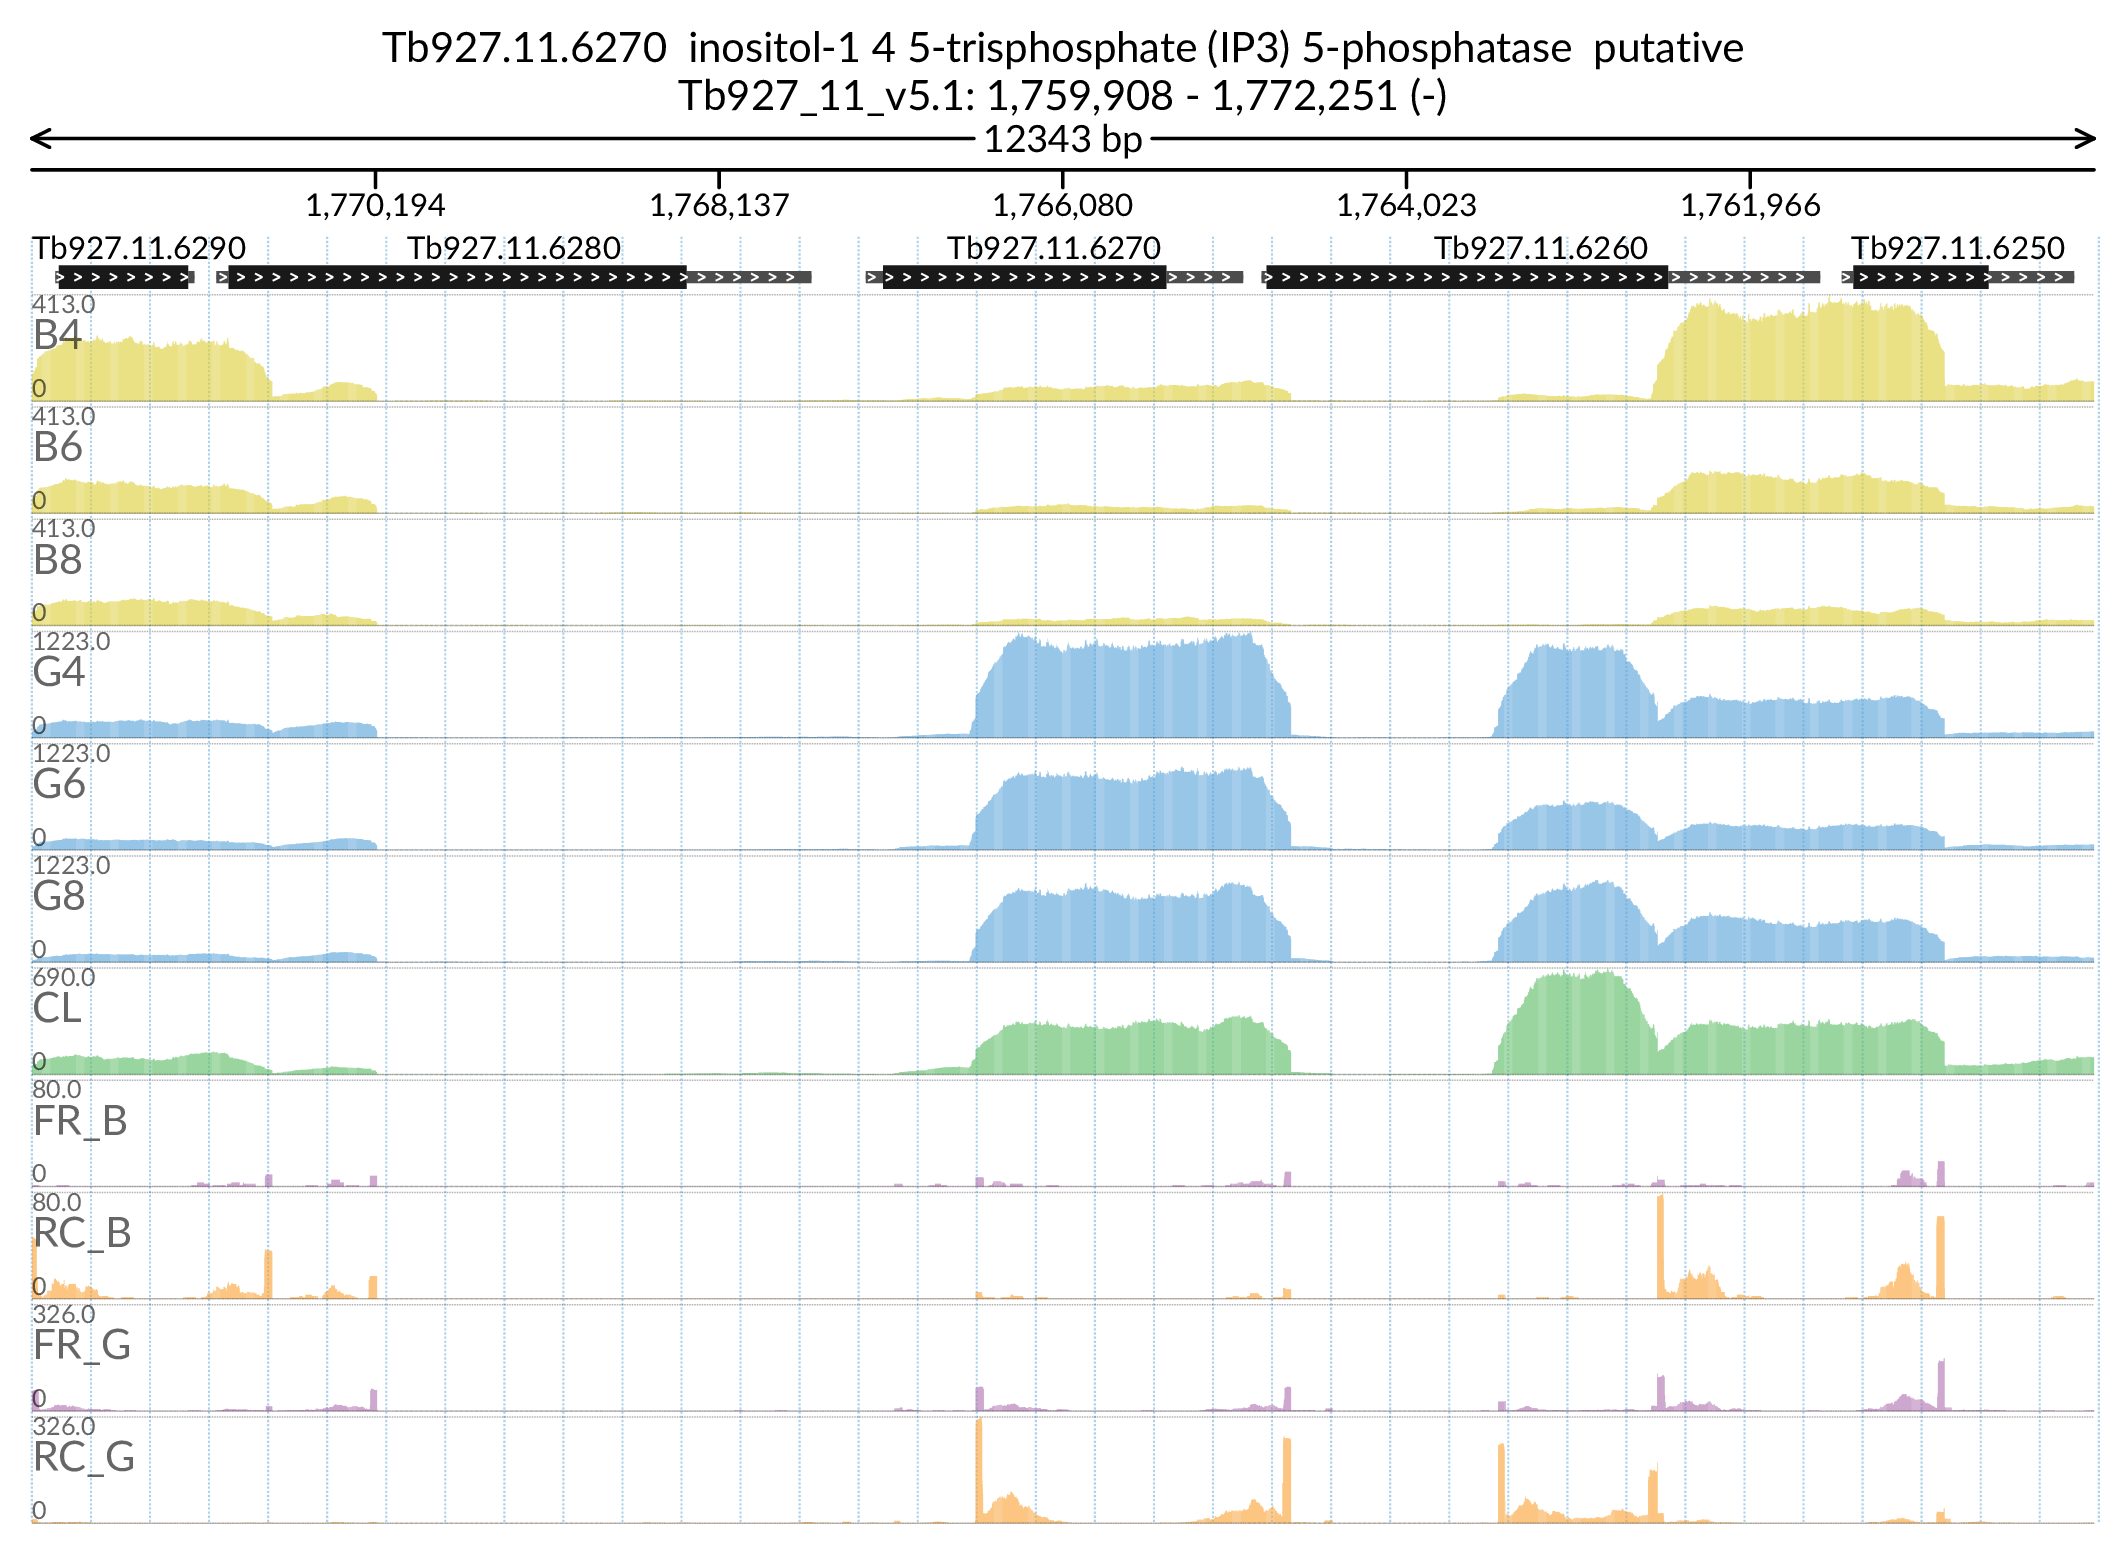 Tb927.11.6270 inositol-1 4 5-trisphosphate (IP3) 5-phosphatase putative
Tb927_11_v5.1: 1,759,908 - 1,772,251 (-)
12343 bp
1,770,194 1,768,137 1,766,080 1,764,023 1,761,966
Tb927.11.6290 Tb927.11.6280 Tb927.11.6270 Tb927.11.6260 Tb927.11.6250
413.0
B4
0
413.0
B6
0
413.0
B8
0
1223.0
G4
0
1223.0
G6
0
1223.0
G8
0
690.0
CL
0
80.0
FR_B
0
80.0
RC_B
0
326.0
FR_G
0
326.0
RC_G
0